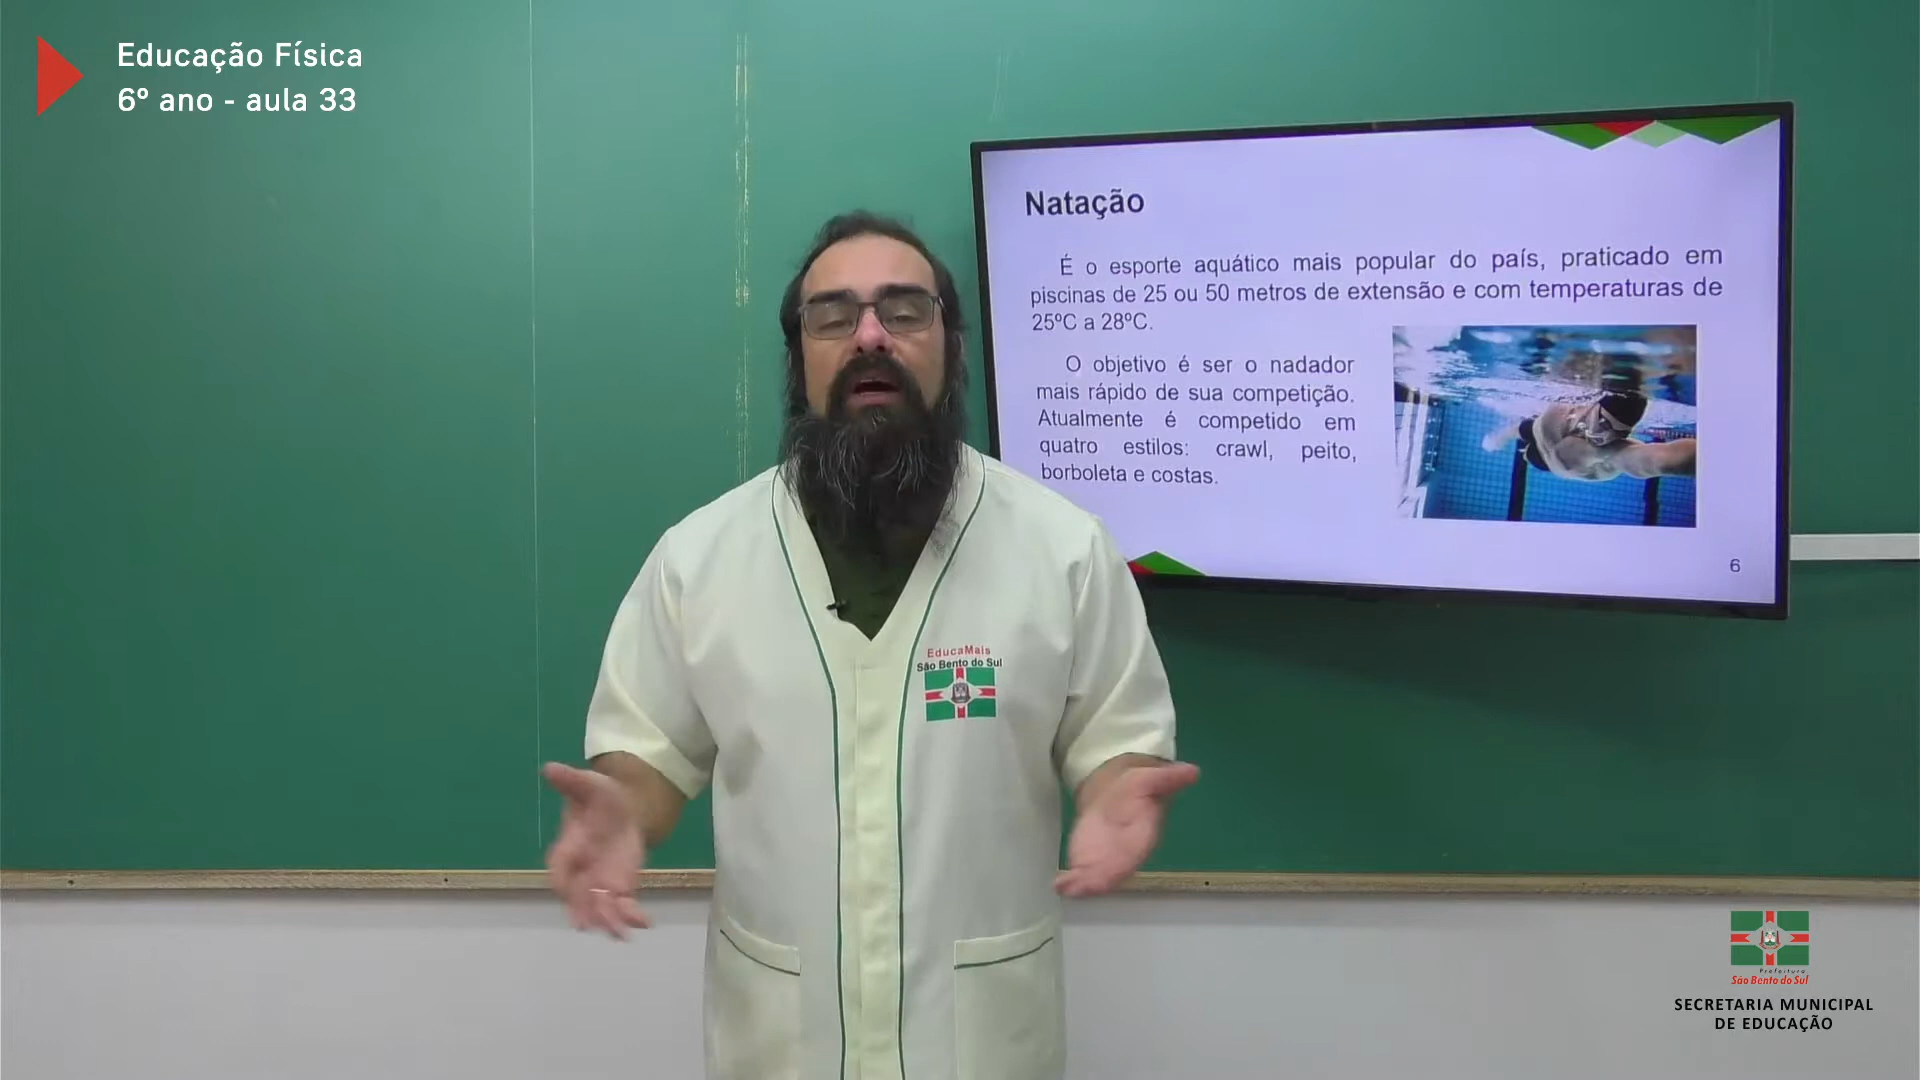 Educação Física
6º ano - aula 33
Natação
É o esporte aquático mais popular do país, praticado em
piscinas de 25 ou 50 metros de extensão e com temperaturas de
25ºC a 28ºC.
O objetivo é ser o nadador
mais rápido de sua competição.
Atualmente é competido em
quatro estilos: crawl, peito,
borboleta e costas.
6
EducaMais
São Bento do Sul
Prefeitura
São Bento do Sul
SECRETARIA MUNICIPAL
DE EDUCAÇÃO